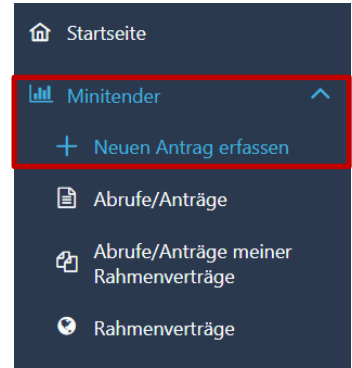 Startseite
Minitender
Neuen Antrag erfassen
Abrufe/Anträge
Abrufe/Anträge meiner
Rahmenverträge
Rahmenverträge